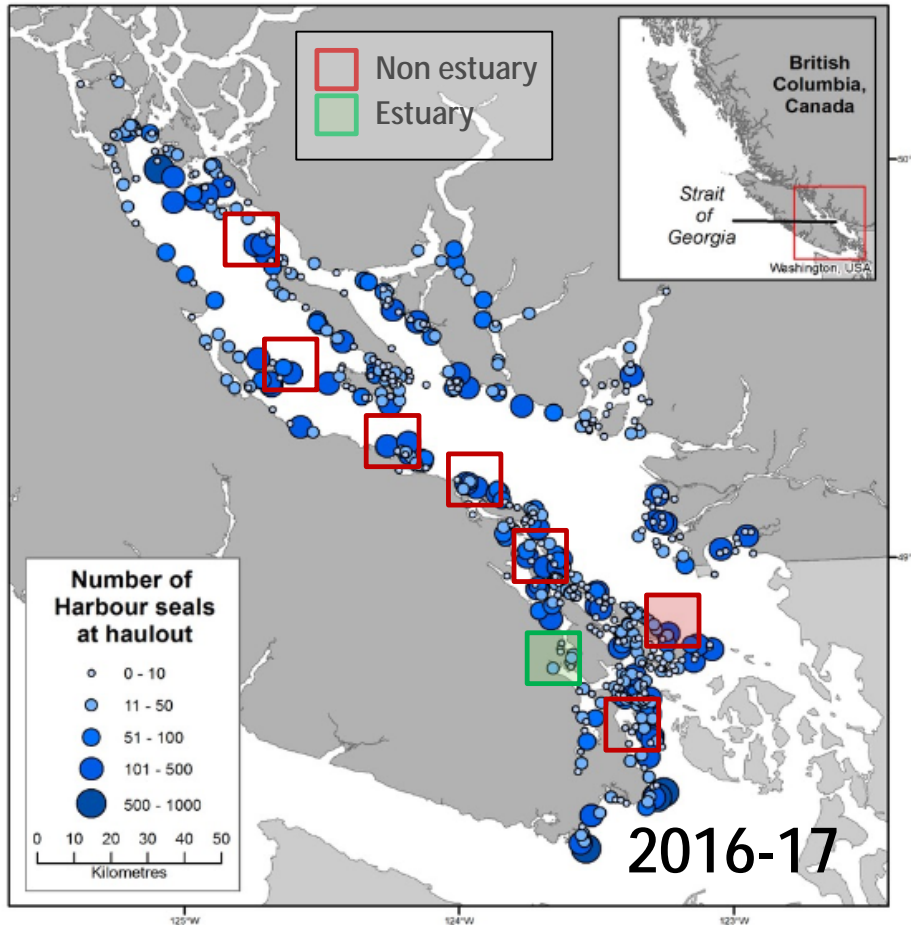 Non estuary
Estuary
British
Columbia,
Canada
Strait
of
Georgia
Washington, USA
50°
49°
Number of
Harbour seals
at haulout
0 - 10
11 - 50
51 - 100
101 - 500
500 - 1000
0 10 20 30 40 50
Kilometres
2016-17
125°W
124°W
123°W